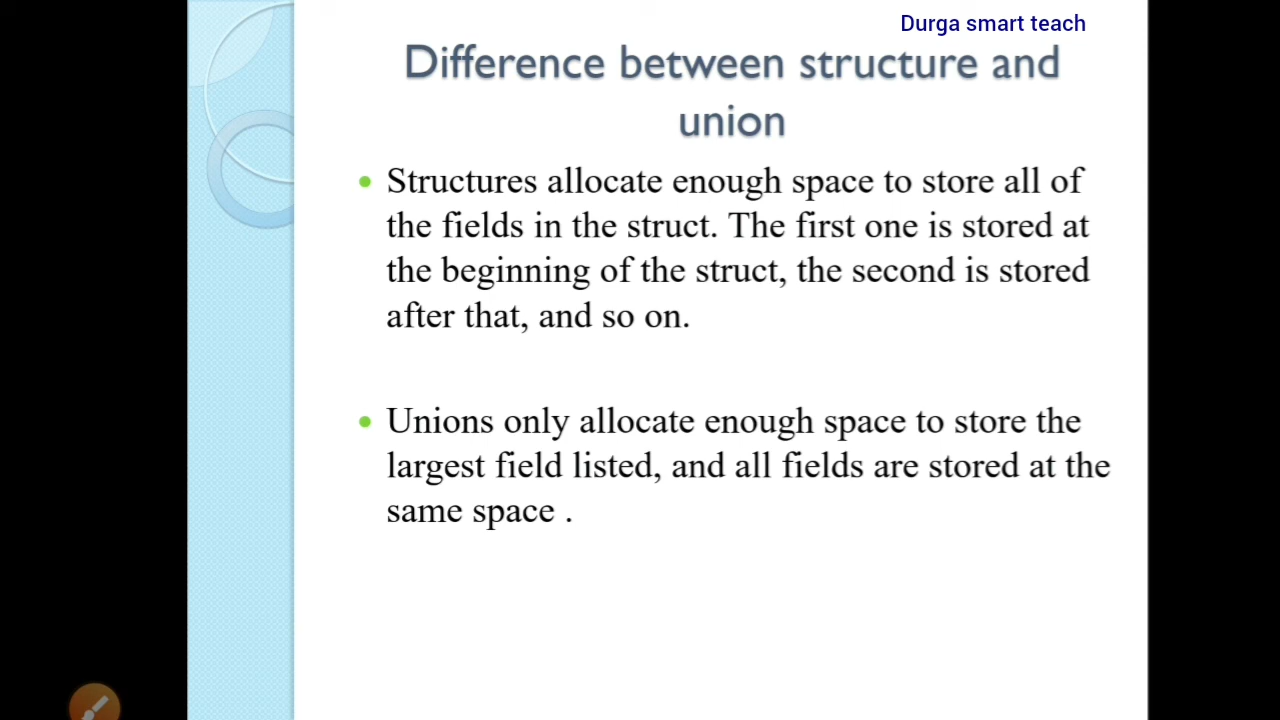 Durga smart teach
Difference between structure and
union
• Structures allocate enough space to store all of
the fields in the struct. The first one is stored at
the beginning of the struct, the second is stored
after that, and so on.
• Unions only allocate enough space to store the
largest field listed, and all fields are stored at the
same space .